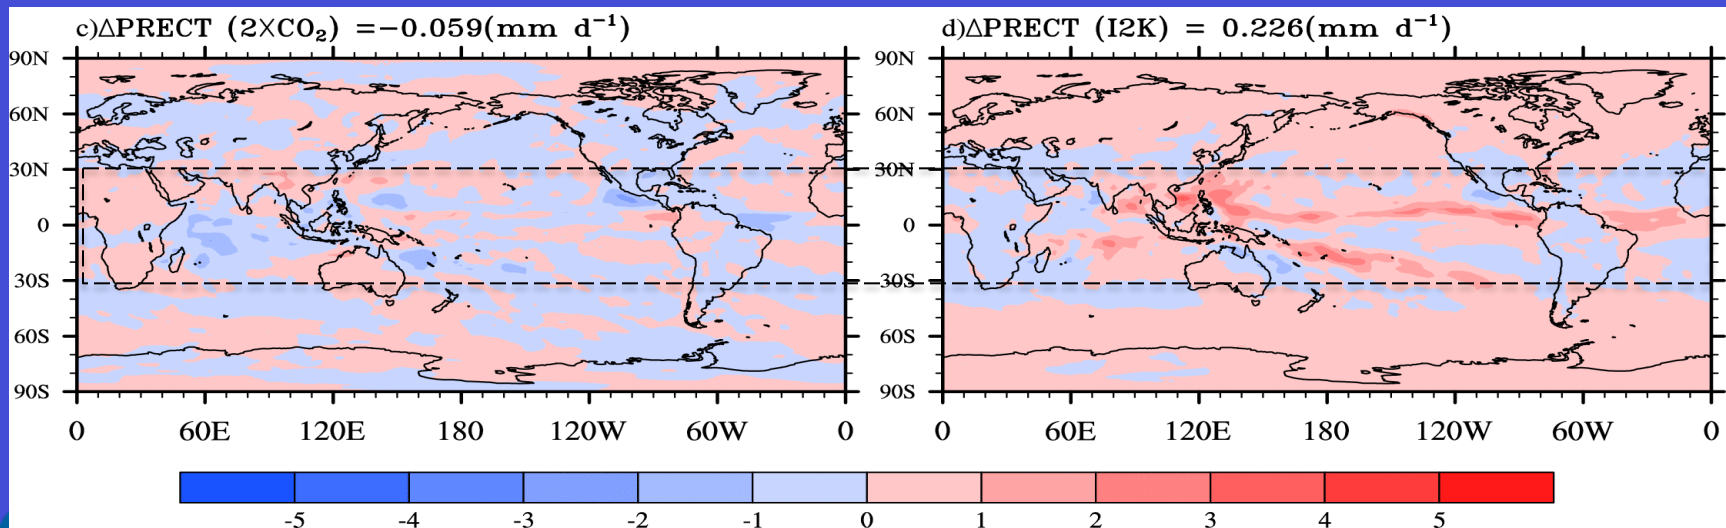 c)ΔPRECT (2XCO₂) =−0.059(mm d⁻¹)
d)ΔPRECT (I2K) = 0.226(mm d⁻¹)
90N
60N
30N
0
30S
60S
90S
0 60E 120E 180 120W 60W 0
90N
60N
30N
0
30S
60S
90S
0 60E 120E 180 120W 60W 0
-5 -4 -3 -2 -1 0 1 2 3 4 5